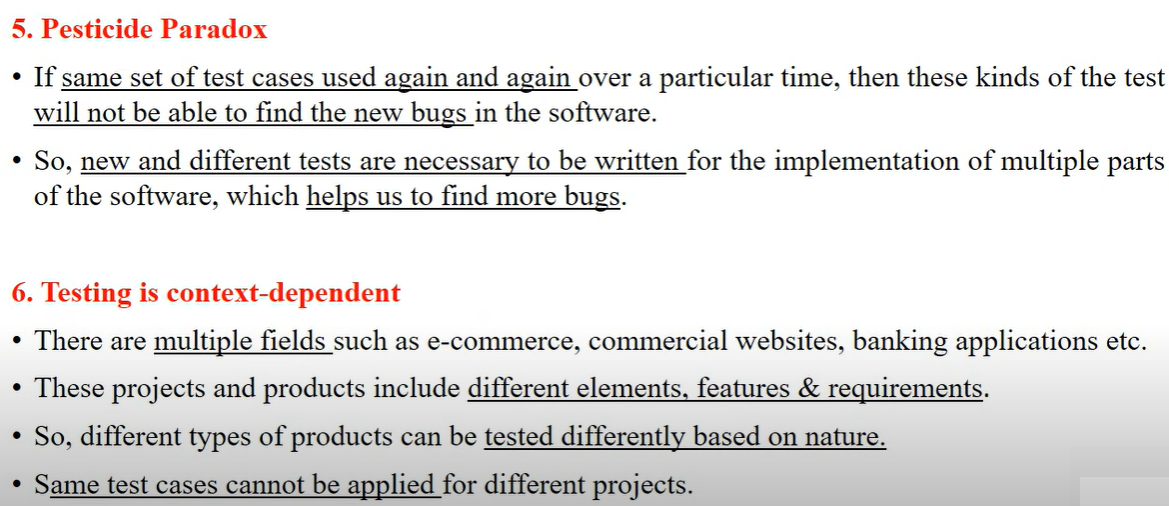 5. Pesticide Paradox
• If same set of test cases used again and again over a particular time, then these kinds of the test
will not be able to find the new bugs in the software.
• So, new and different tests are necessary to be written for the implementation of multiple parts
of the software, which helps us to find more bugs.
6. Testing is context-dependent
• There are multiple fields such as e-commerce, commercial websites, banking applications etc.
• These projects and products include different elements, features & requirements.
• So, different types of products can be tested differently based on nature.
• Same test cases cannot be applied for different projects.